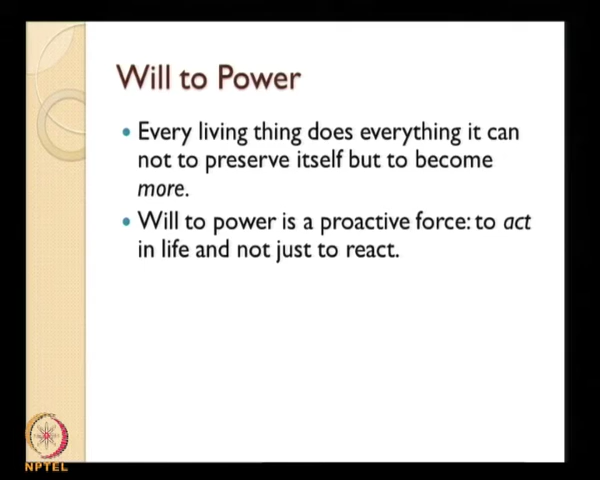 Will to Power
• Every living thing does everything it can
not to preserve itself but to become
more.
• Will to power is a proactive force: to act
in life and not just to react.
NPTEL